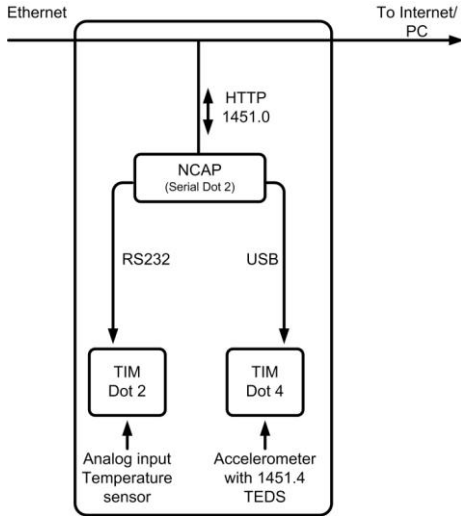 Ethernet
To Internet/
PC
HTTP
1451.0
NCAP
(Serial Dot 2)
RS232
USB
TIM
Dot 2
TIM
Dot 4
Analog input
Temperature
sensor
Accelerometer
with 1451.4
TEDS